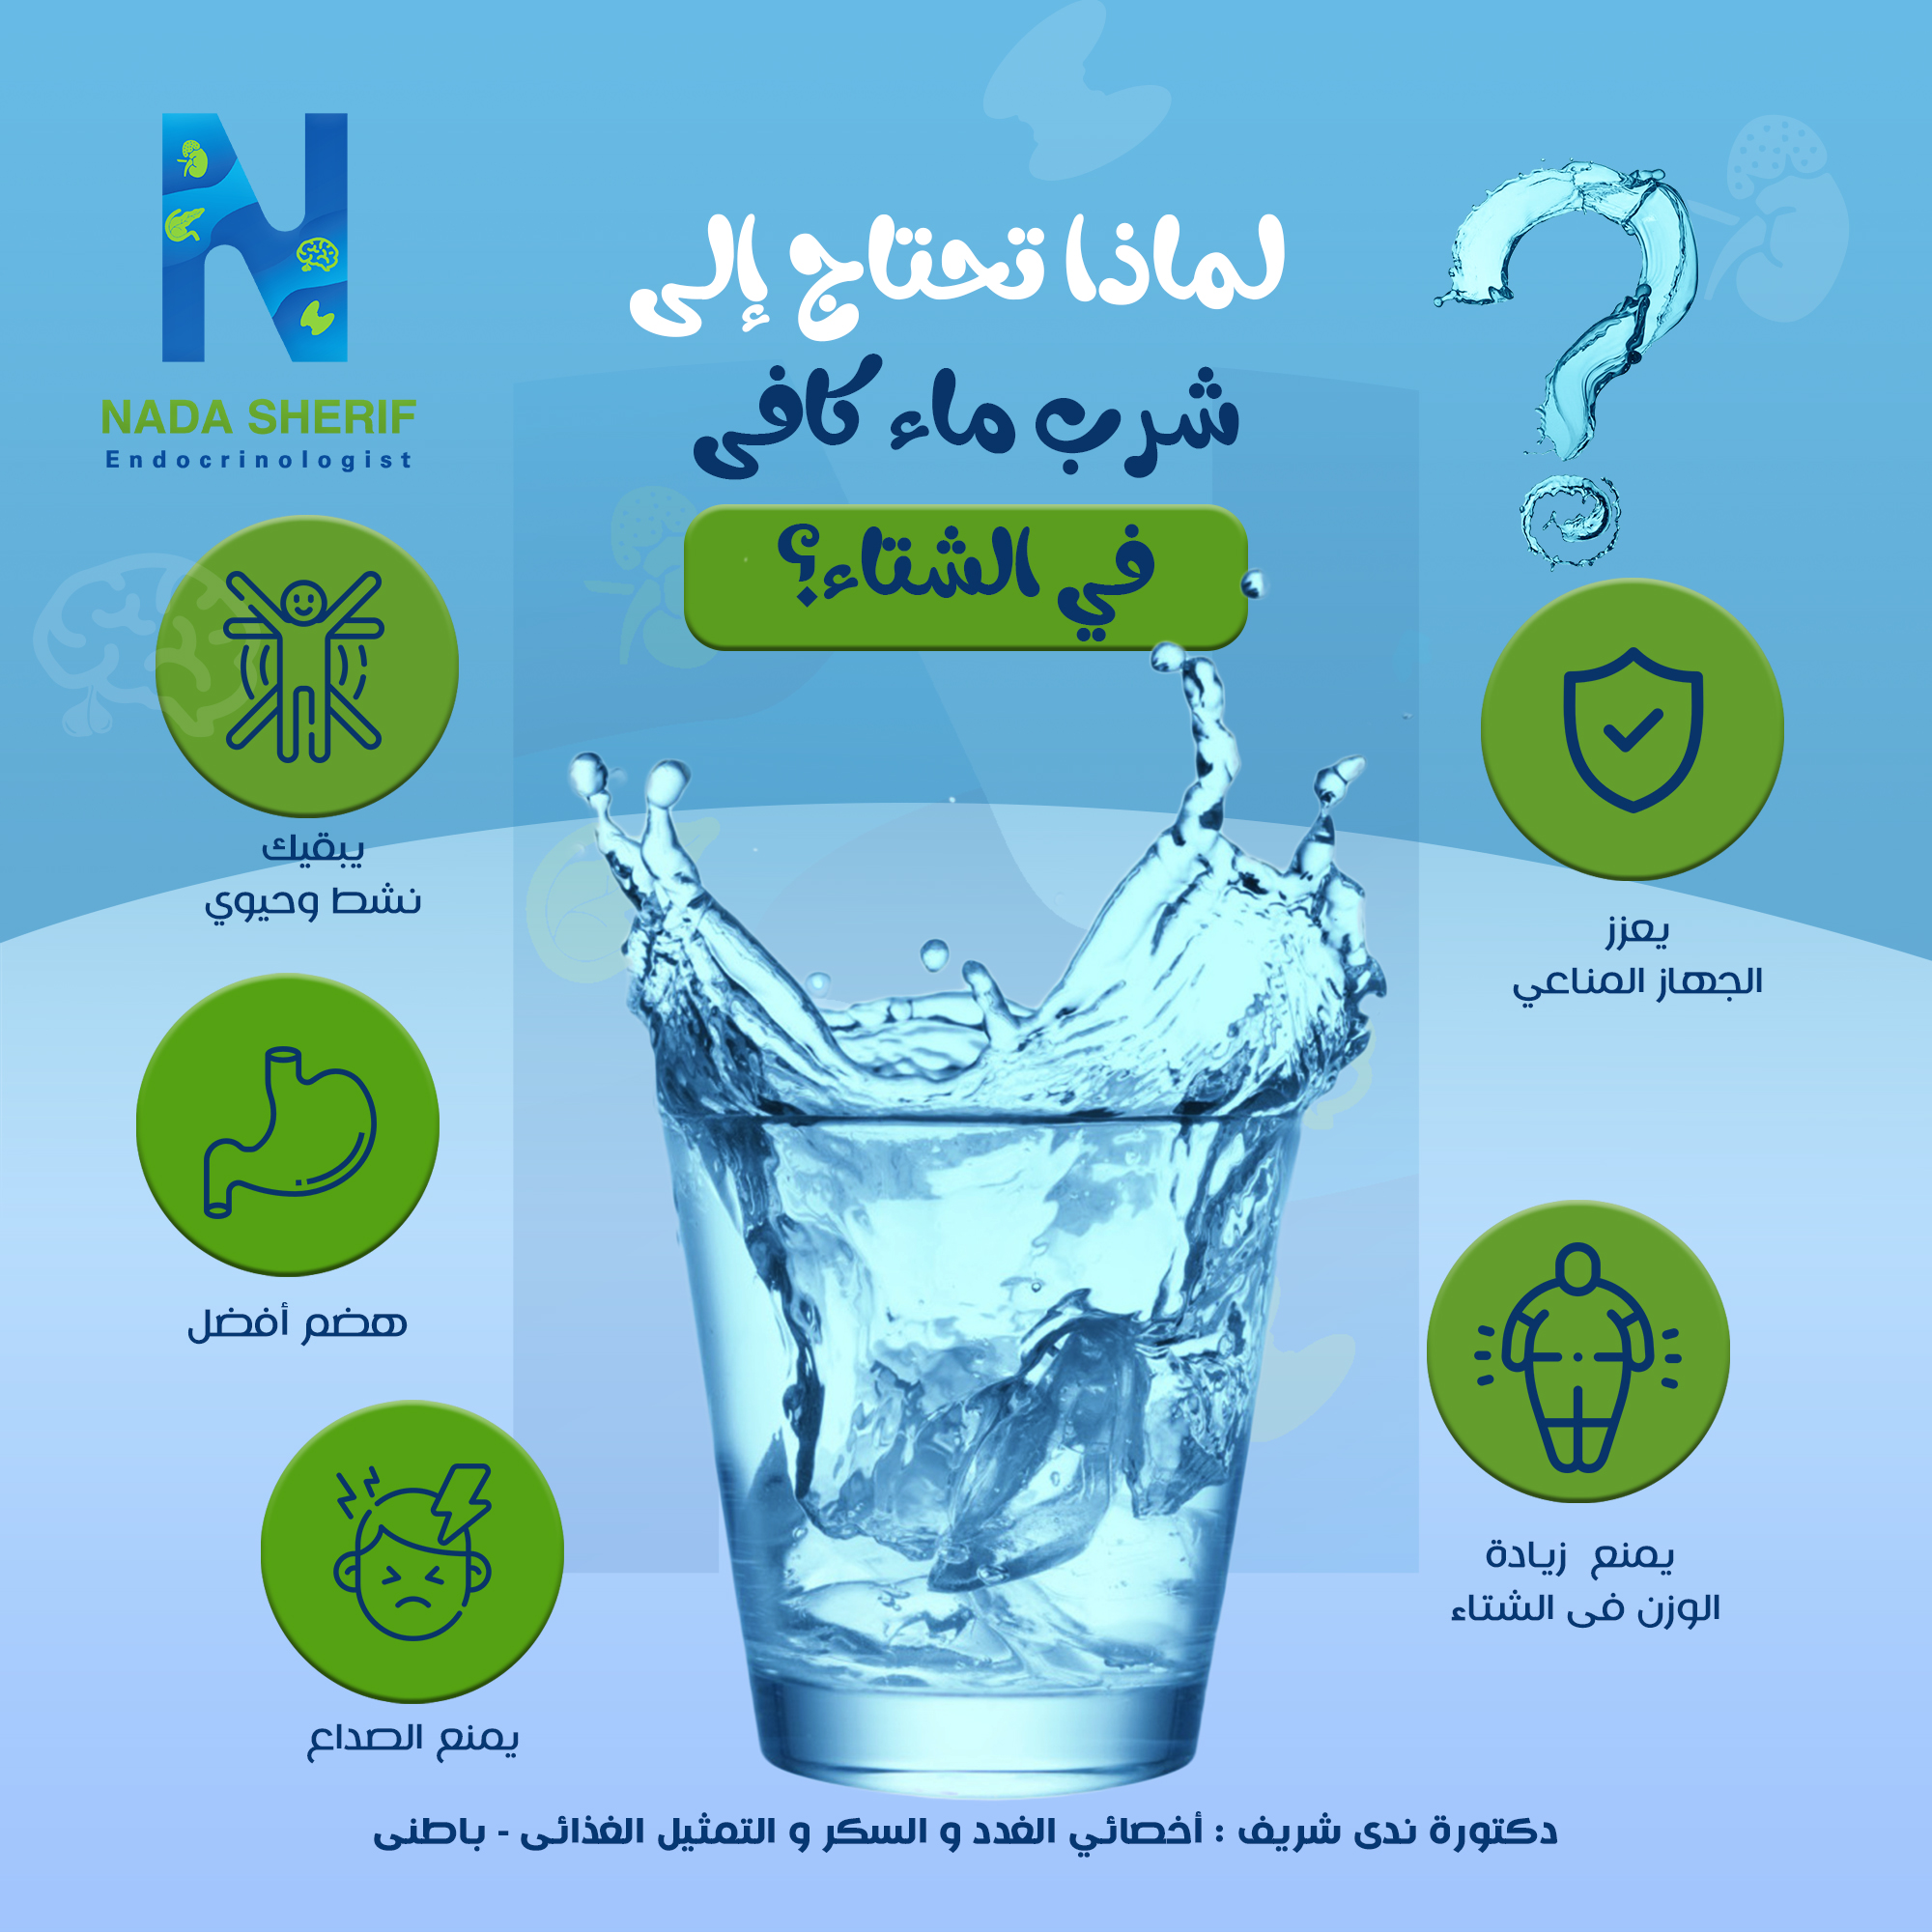 NADA SHERIF
Endocrinologist
لماذا تحتاج إلى
شرب ماء كافى
في الشتاء؟
يعزز
الجهاز المناعي
يمنع زيادة
الوزن فى الشتاء
يبقيك
نشط وحيوي
هضم أفضل
يمنع الصداع
دكتورة ندى شريف : أخصائي الغدد و السكر و التمثيل الغذائى - باطنى